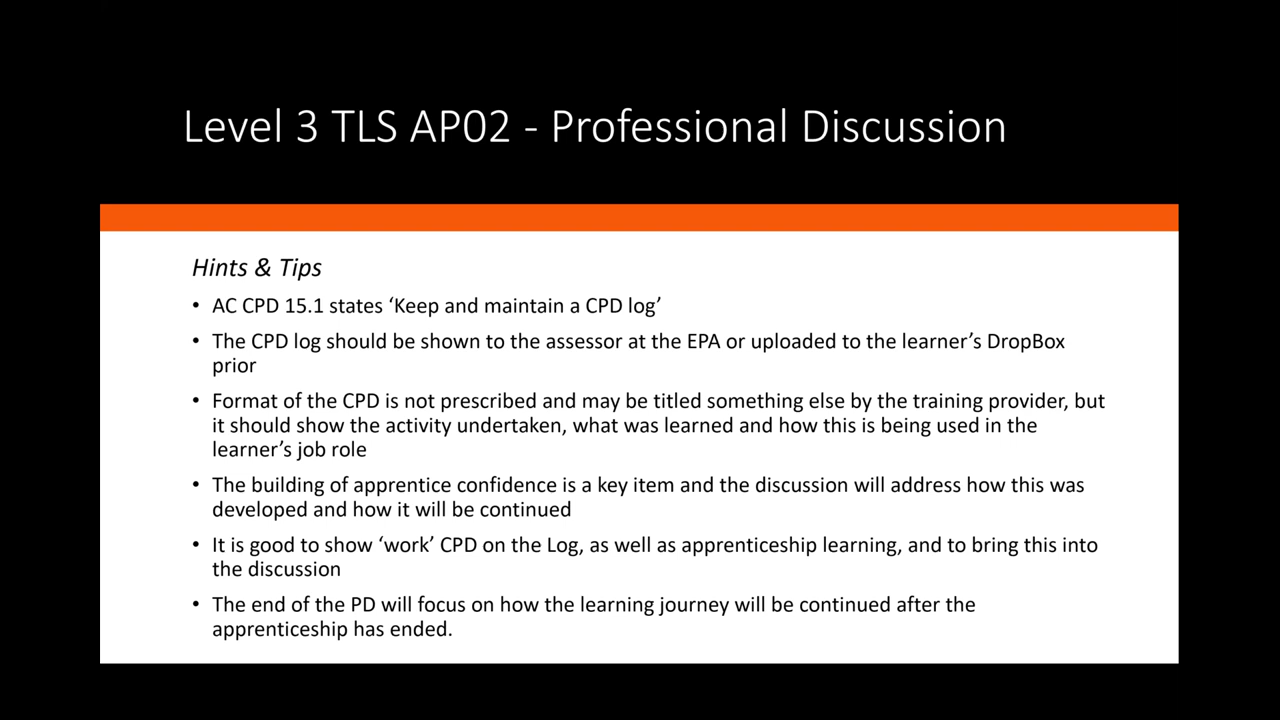 Level 3 TLS AP02 - Professional Discussion
Hints & Tips
• AC CPD 15.1 states ‘Keep and maintain a CPD log’
• The CPD log should be shown to the assessor at the EPA or uploaded to the learner’s DropBox
prior
• Format of the CPD is not prescribed and may be titled something else by the training provider, but
it should show the activity undertaken, what was learned and how this is being used in the
learner’s job role
• The building of apprentice confidence is a key item and the discussion will address how this was
developed and how it will be continued
• It is good to show ‘work’ CPD on the Log, as well as apprenticeship learning, and to bring this into
the discussion
• The end of the PD will focus on how the learning journey will be continued after the
apprenticeship has ended.